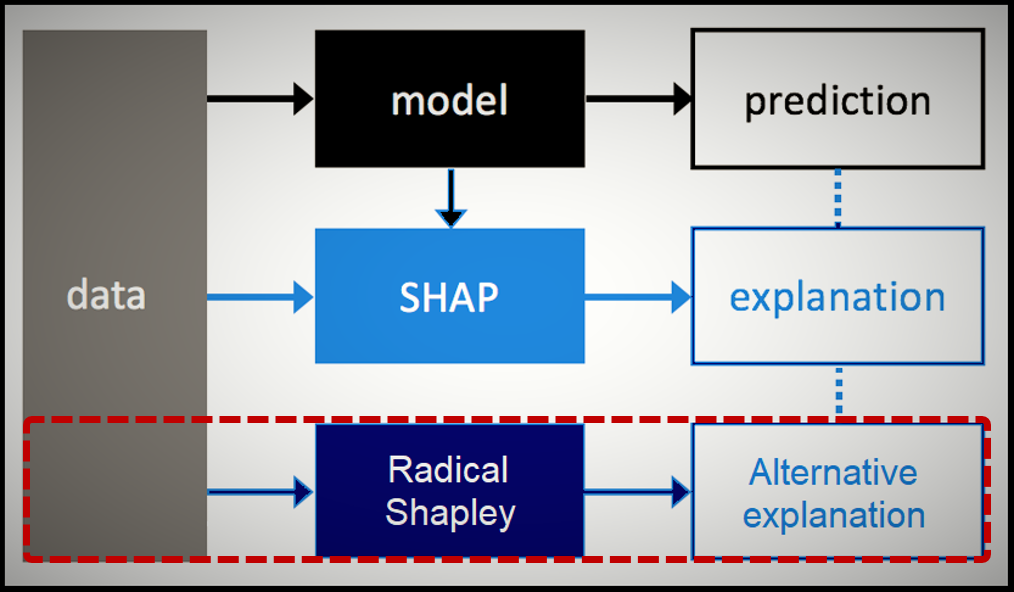 model
prediction
data
SHAP
explanation
Radical
Shapley
Alternative
explanation